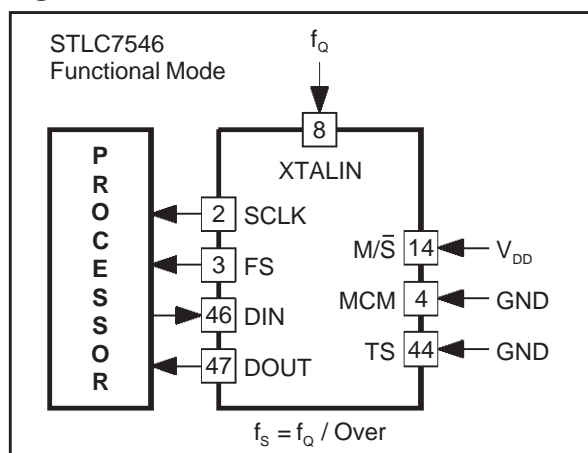 STLC7546
Functional Mode
f_Q
8
XTALIN
PROCESSOR
2 SCLK
3 FS
46 DIN
47 DOUT
M/S̅ 14 V_DD
MCM 4 GND
TS 44 GND
f_S = f_Q / Over